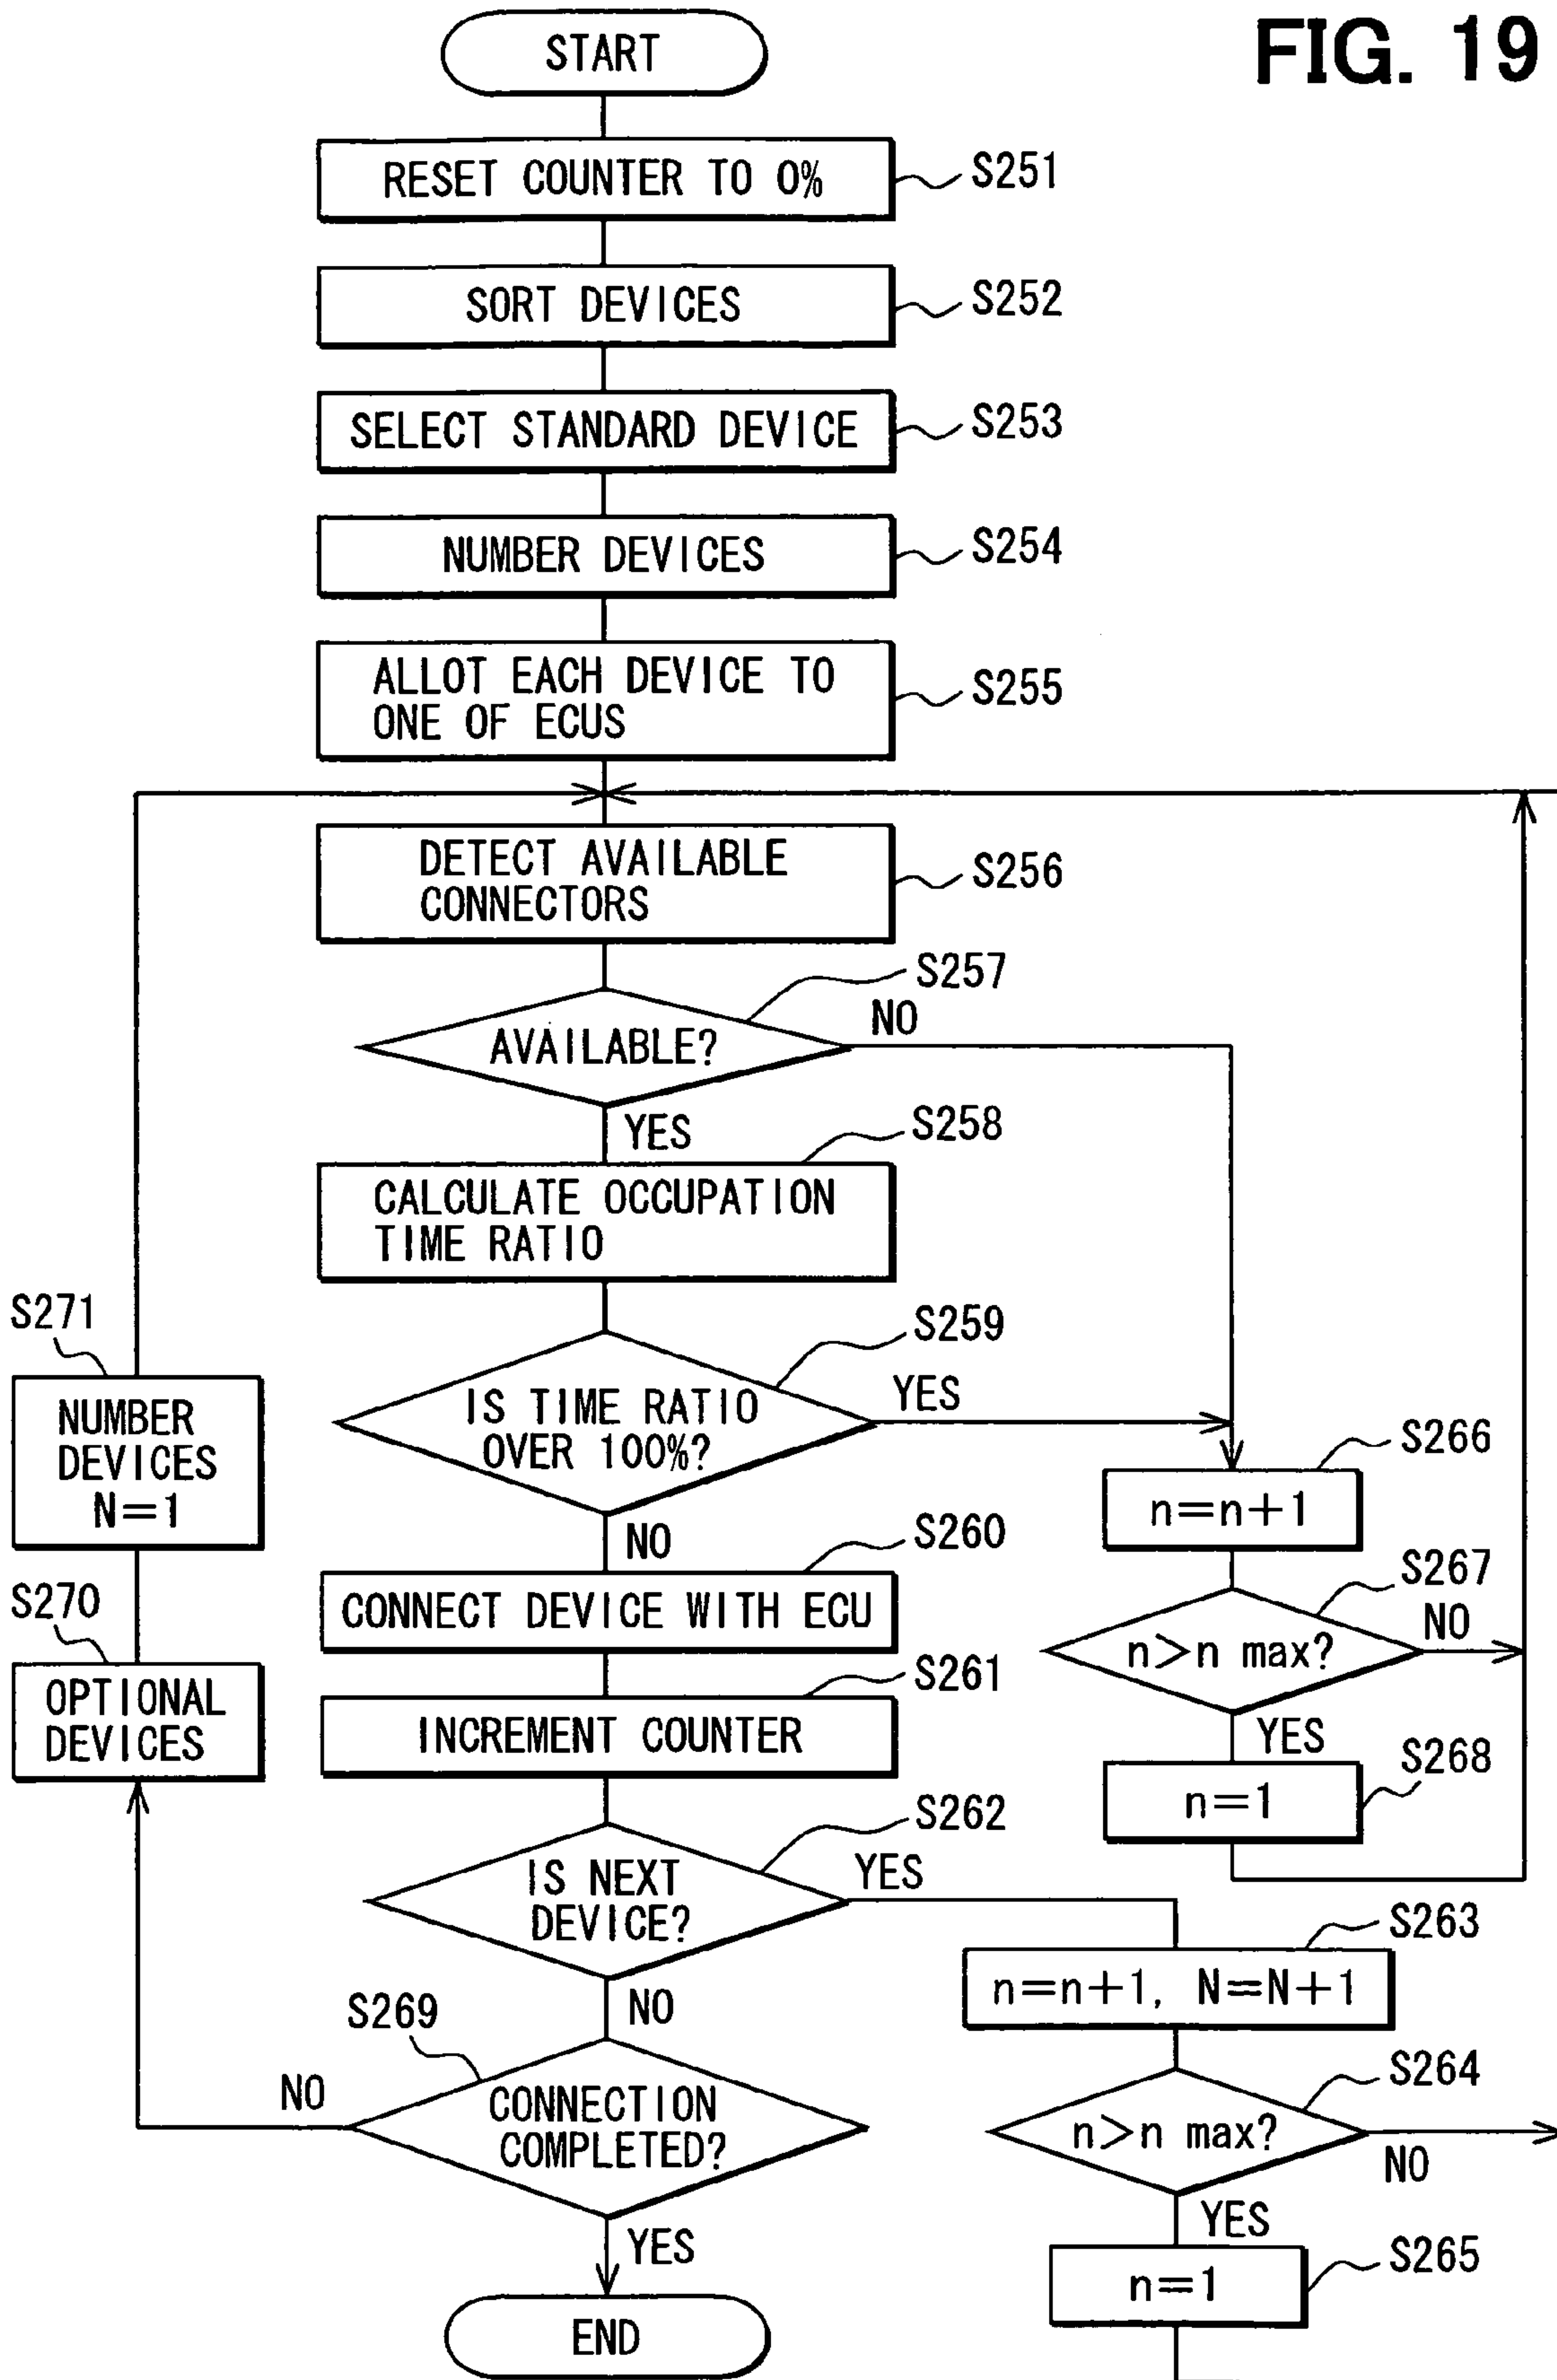 FIG. 19
START
RESET COUNTER TO 0%
S251
SORT DEVICES
S252
SELECT STANDARD DEVICE
S253
NUMBER DEVICES
S254
ALLOT EACH DEVICE TO
ONE OF ECUS
S255
DETECT AVAILABLE
CONNECTORS
S256
S257
AVAILABLE?
NO
YES
S258
CALCULATE OCCUPATION
TIME RATIO
S259
IS TIME RATIO
OVER 100%?
YES
NO
S260
CONNECT DEVICE WITH ECU
S261
INCREMENT COUNTER
S262
IS NEXT
DEVICE?
YES
NO
S263
n=n+1, N=N+1
S264
n>n max?
NO
YES
S265
n=1
S266
n=n+1
S267
n>n max?
NO
YES
S268
n=1
S269
CONNECTION
COMPLETED?
NO
YES
S270
OPTIONAL
DEVICES
S271
NUMBER
DEVICES
N=1
END